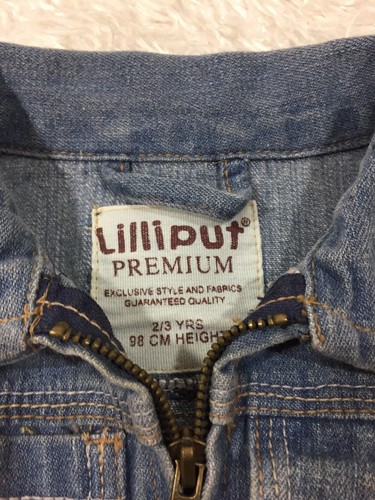 Lilliput®
PREMIUM
EXCLUSIVE STYLE AND FABRICS
GUARANTEED QUALITY
2/3 YRS
98 CM HEIGHT